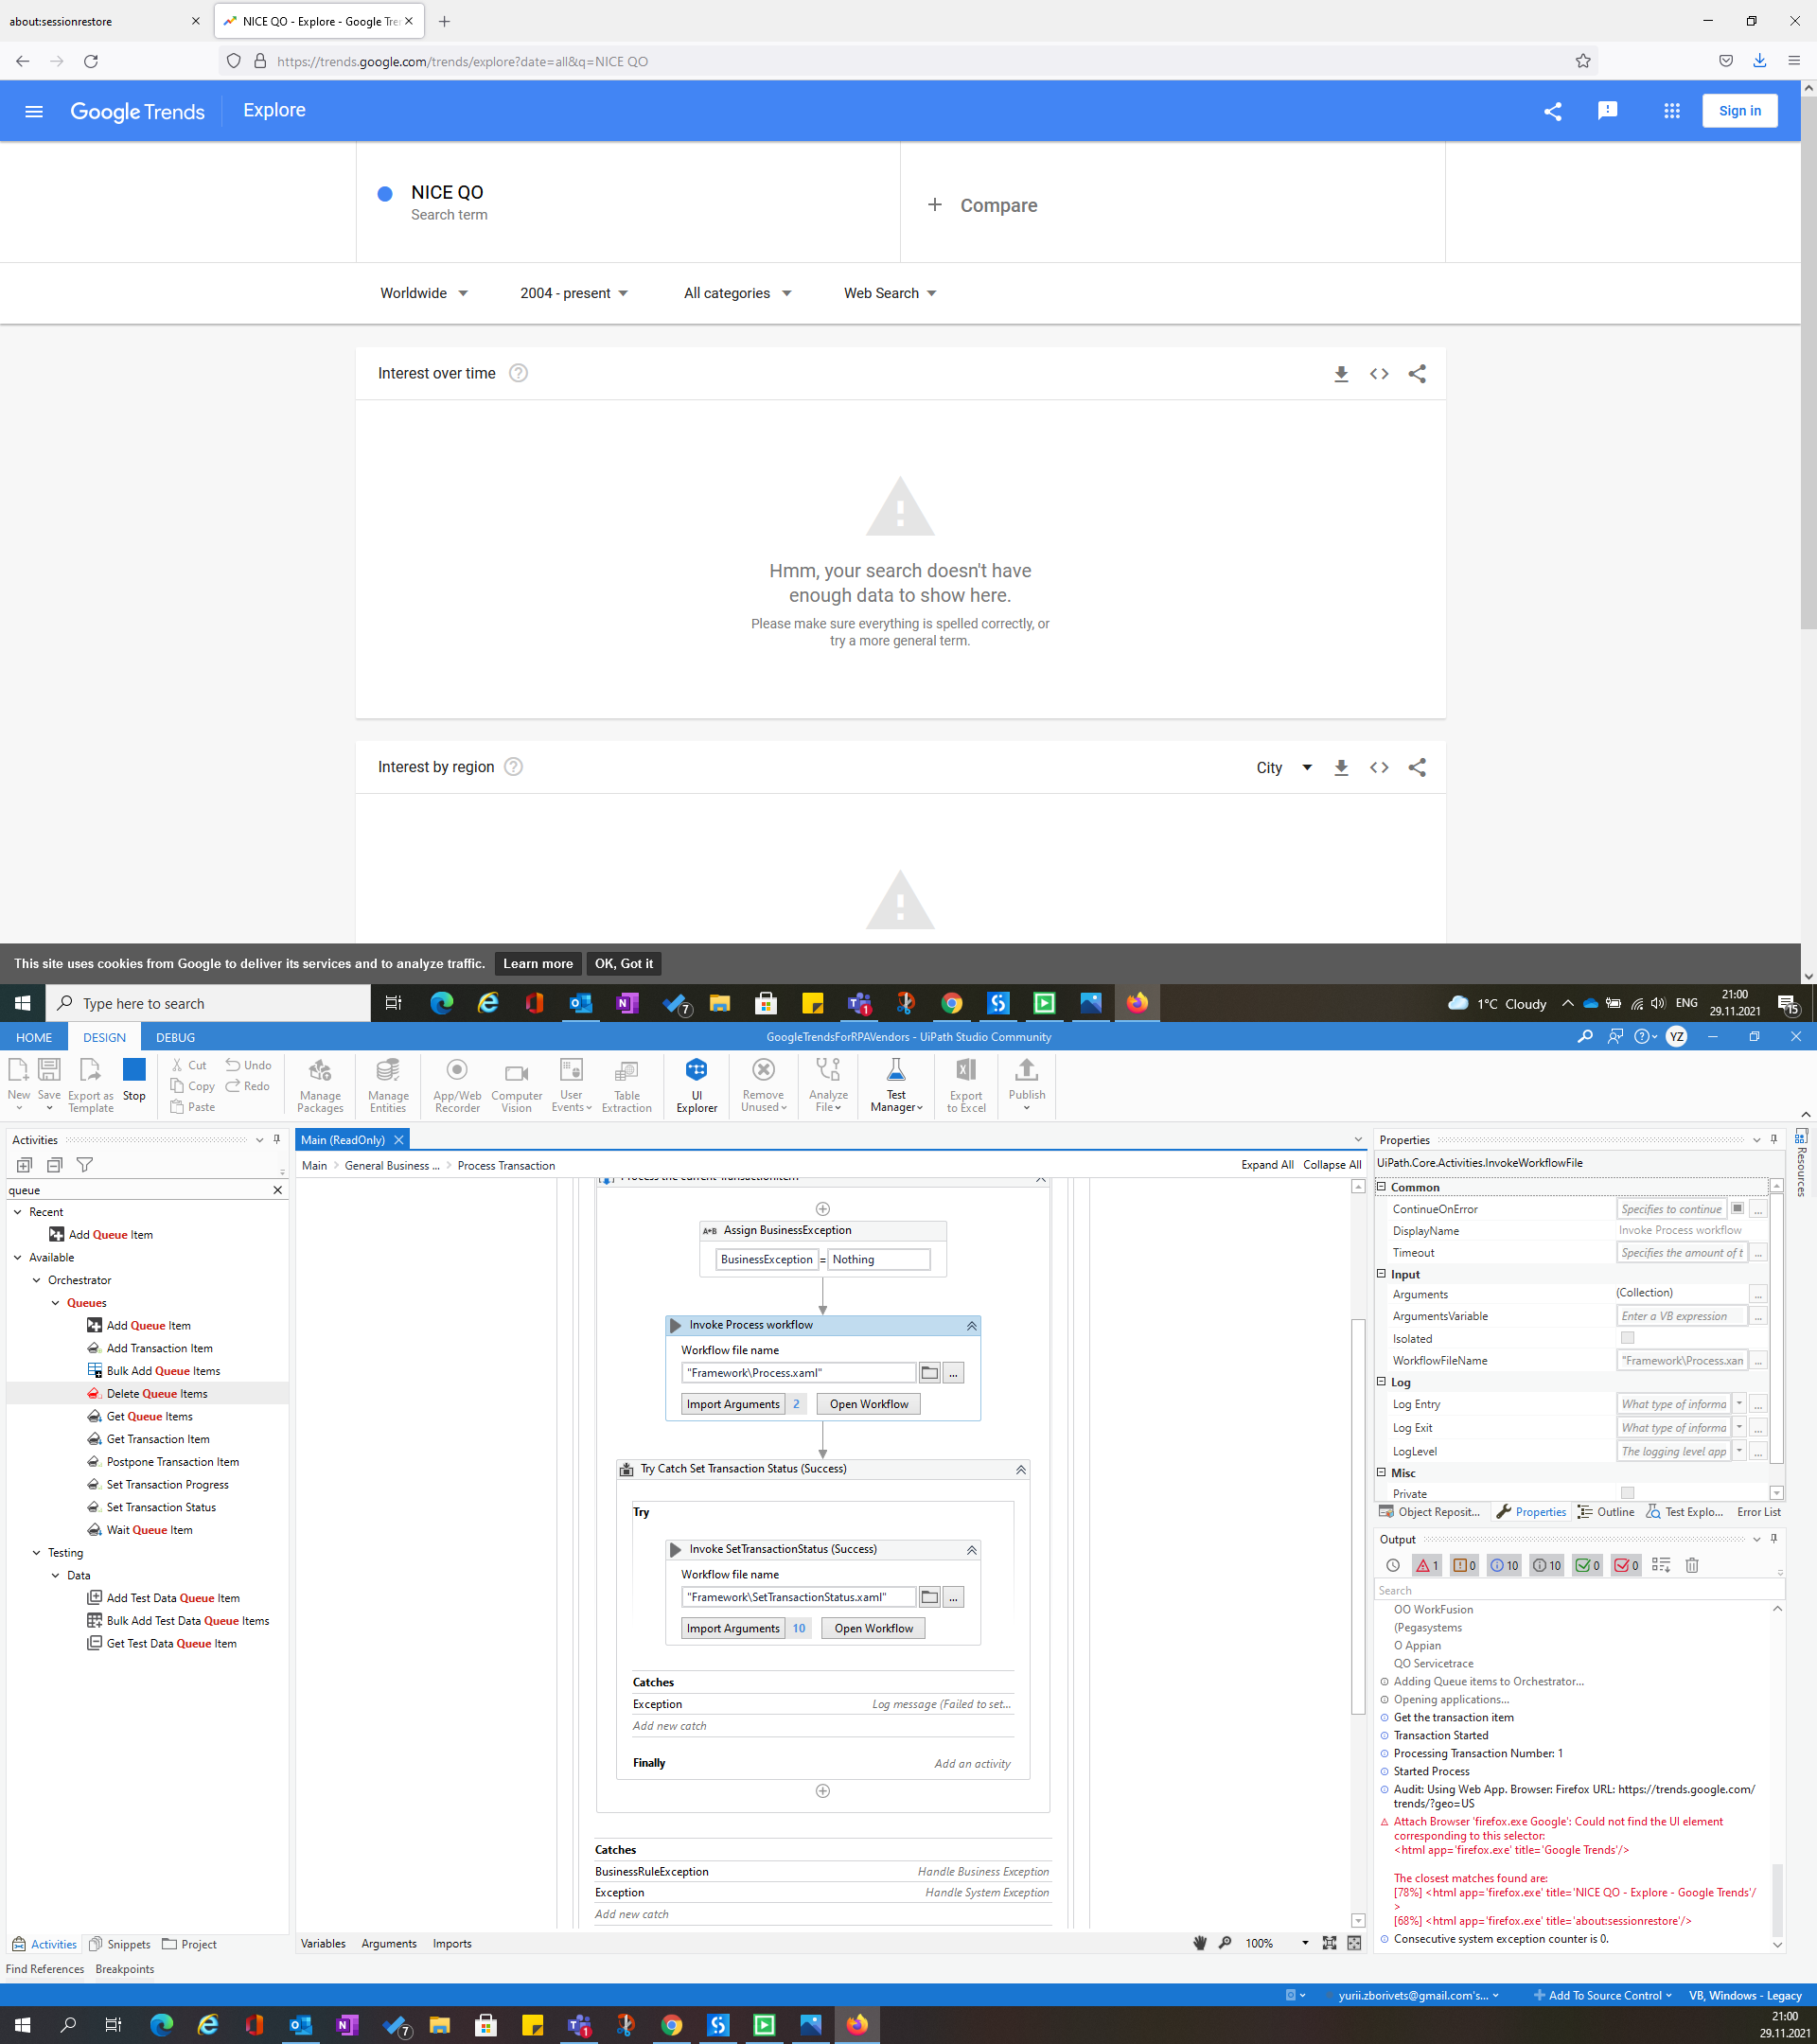 about:sessionrestore
NICE QO - Explore - Google Tre
https://trends.google.com/trends/explore?date=all&q=NICE QO
Google Trends
Explore
Sign in
NICE QO
Search term
+ Compare
Worldwide
2004 - present
All categories
Web Search
Interest over time
Hmm, your search doesn't have
enough data to show here.
Please make sure everything is spelled correctly, or
try a more general term.
Interest by region
City
This site uses cookies from Google to deliver its services and to analyze traffic.
Learn more
OK, Got it
Type here to search
7
1
1°C Cloudy
ENG
21:00
29.11.2021
15
HOME
DESIGN
DEBUG
GoogleTrendsForRPAVendors - UiPath Studio Community
YZ
New
Save
Export as
Template
Stop
Cut
Copy
Paste
Undo
Redo
Manage
Packages
Manage
Entities
App/Web
Recorder
Computer
Vision
User
Events
Table
Extraction
UI
Explorer
Remove
Unused
Analyze
File
Test
Manager
Export
to Excel
Publish
Activities
queue
Recent
Add Queue Item
Available
Orchestrator
Queues
Add Queue Item
Add Transaction Item
Bulk Add Queue Items
Delete Queue Items
Get Queue Items
Get Transaction Item
Postpone Transaction Item
Set Transaction Progress
Set Transaction Status
Wait Queue Item
Testing
Data
Add Test Data Queue Item
Bulk Add Test Data Queue Items
Get Test Data Queue Item
Activities
Snippets
Project
Main (ReadOnly)
Main > General Business ... > Process Transaction
Expand All
Collapse All
Process the current TransactionItem
A*B Assign BusinessException
BusinessException = Nothing
Invoke Process workflow
Workflow file name
"Framework\Process.xaml"
...
Import Arguments 2
Open Workflow
Try Catch Set Transaction Status (Success)
Try
Invoke SetTransactionStatus (Success)
Workflow file name
"Framework\SetTransactionStatus.xaml"
...
Import Arguments 10
Open Workflow
Catches
Exception
Log message (Failed to set...
Add new catch
Finally
Add an activity
Catches
BusinessRuleException
Handle Business Exception
Exception
Handle System Exception
Add new catch
Variables
Arguments
Imports
100%
Properties
Resources
UiPath.Core.Activities.InvokeWorkflowFile
Common
ContinueOnError
Specifies to continue
...
DisplayName
Invoke Process workflow
Timeout
Specifies the amount of t
...
Input
Arguments
(Collection)
...
ArgumentsVariable
Enter a VB expression
...
Isolated
WorkflowFileName
"Framework\Process.xan
...
Log
Log Entry
What type of informa
...
Log Exit
What type of informa
...
LogLevel
The logging level app
...
Misc
Private
Object Reposit...
Properties
Outline
Test Explo...
Error List
Output
1
0
10
10
0
0
Search
OO WorkFusion
(Pegasystems
O Appian
QO Servicetrace
Adding Queue items to Orchestrator...
Opening applications...
Get the transaction item
Transaction Started
Processing Transaction Number: 1
Started Process
Audit: Using Web App. Browser: Firefox URL: https://trends.google.com/
trends/?geo=US
Attach Browser 'firefox.exe Google': Could not find the UI element
corresponding to this selector:
<html app='firefox.exe' title='Google Trends'/>
The closest matches found are:
[78%] <html app='firefox.exe' title='NICE QO - Explore - Google Trends'/
>
[68%] <html app='firefox.exe' title='about:sessionrestore'/>
Consecutive system exception counter is 0.
Find References
Breakpoints
yurii.zborivets@gmail.com's...
Add To Source Control
VB, Windows - Legacy
7
1
21:00
29.11.2021